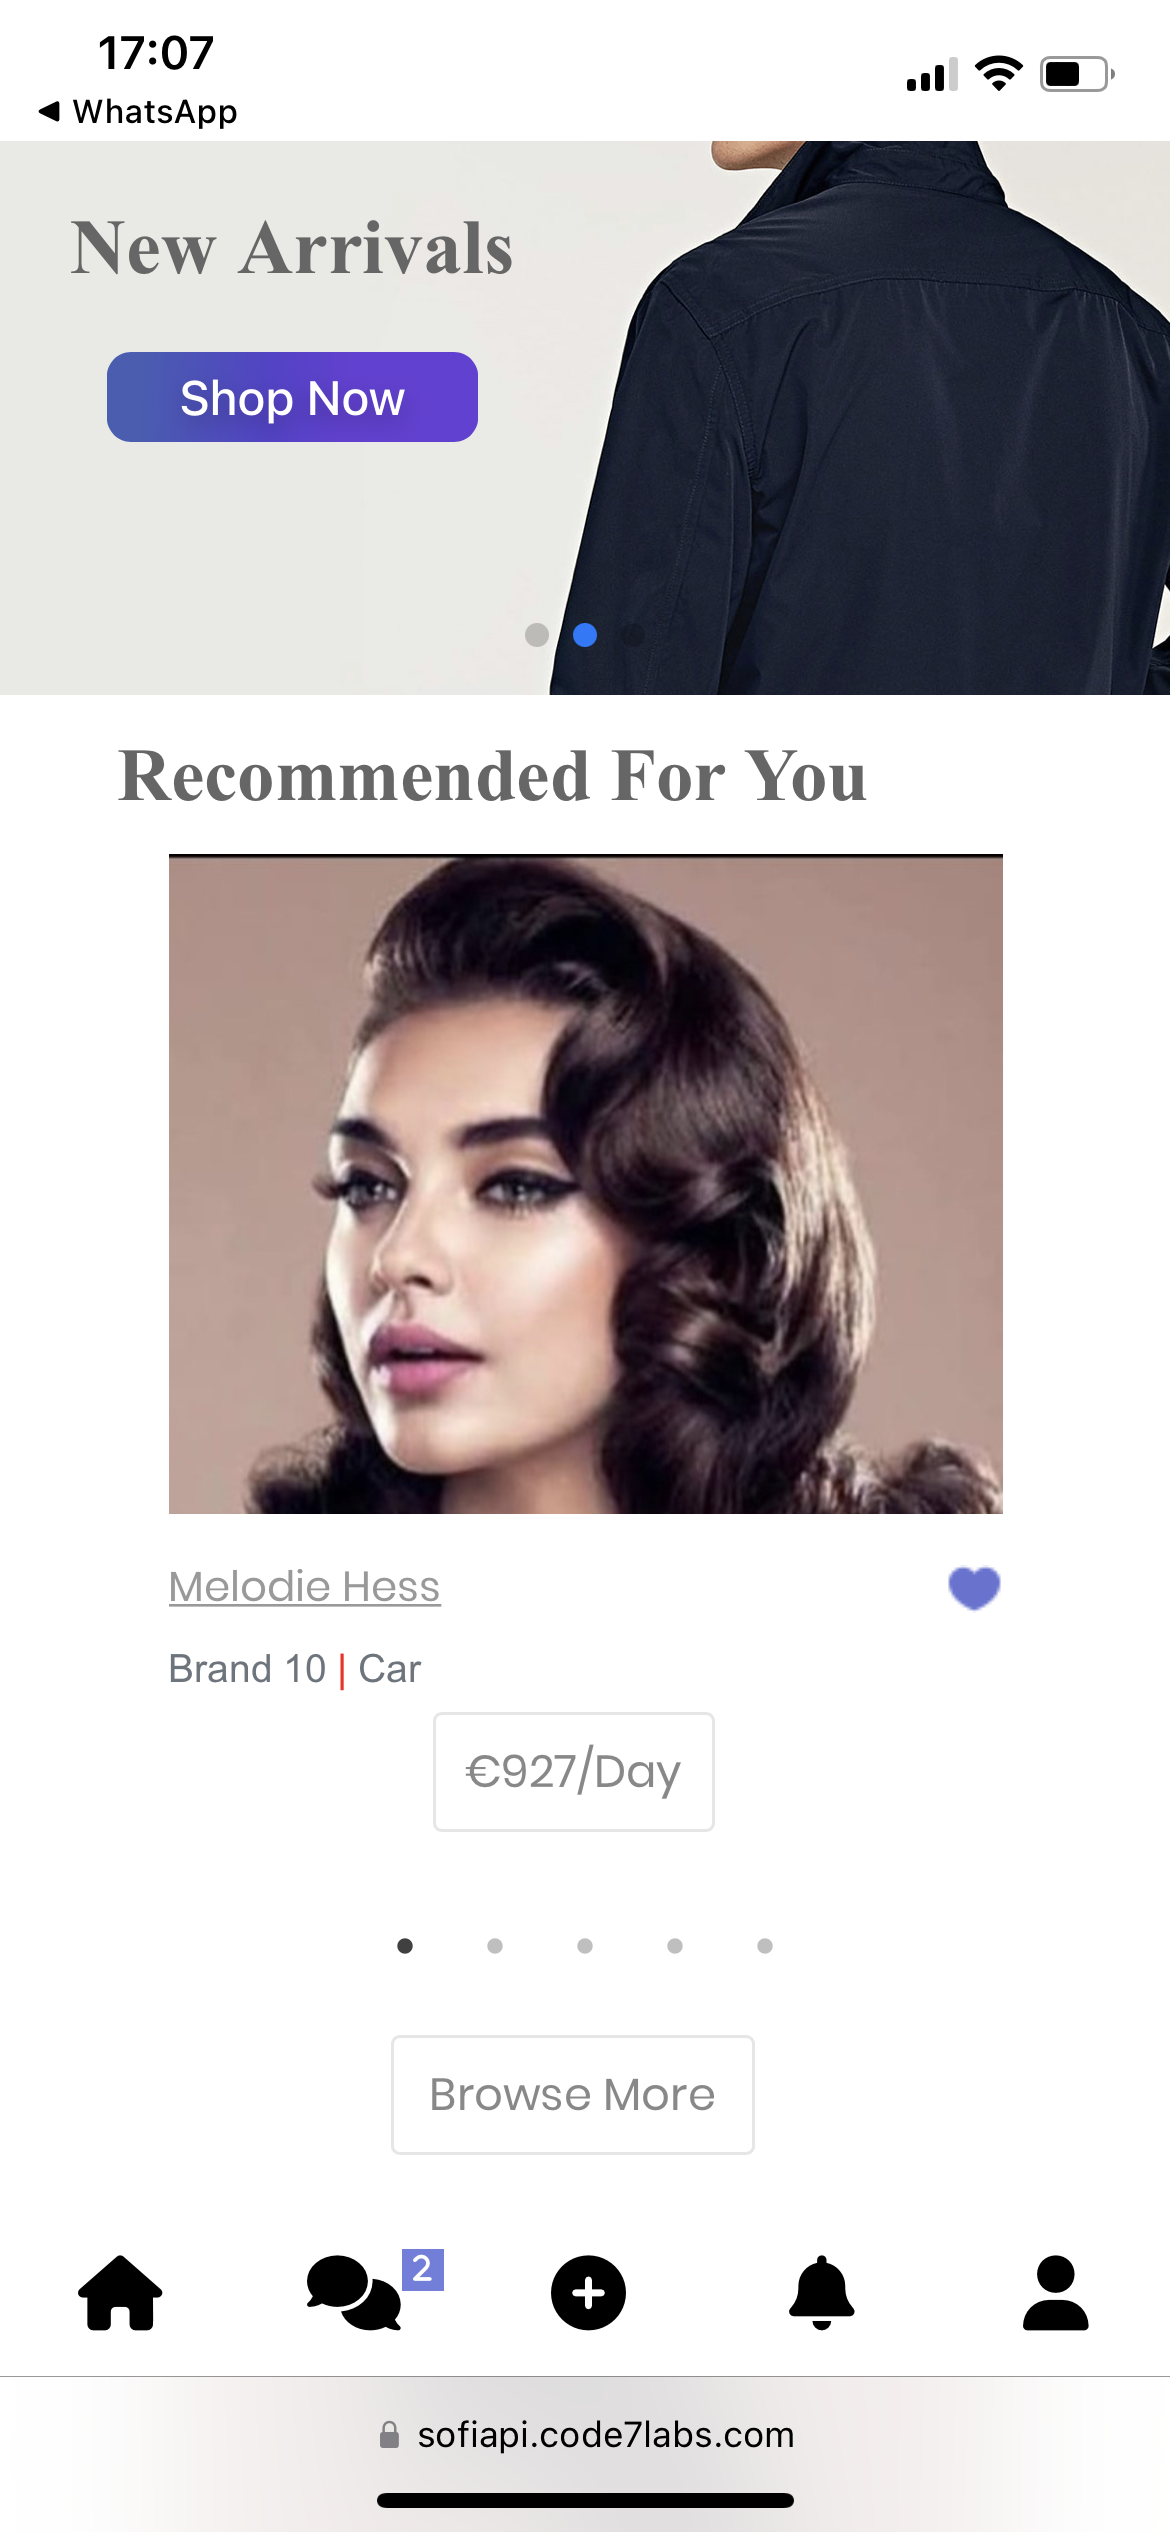 17:07
◀ WhatsApp
New Arrivals
Shop Now
Recommended For You
Melodie Hess
Brand 10 | Car
€927/Day
Browse More
2
sofiapi.code7labs.com